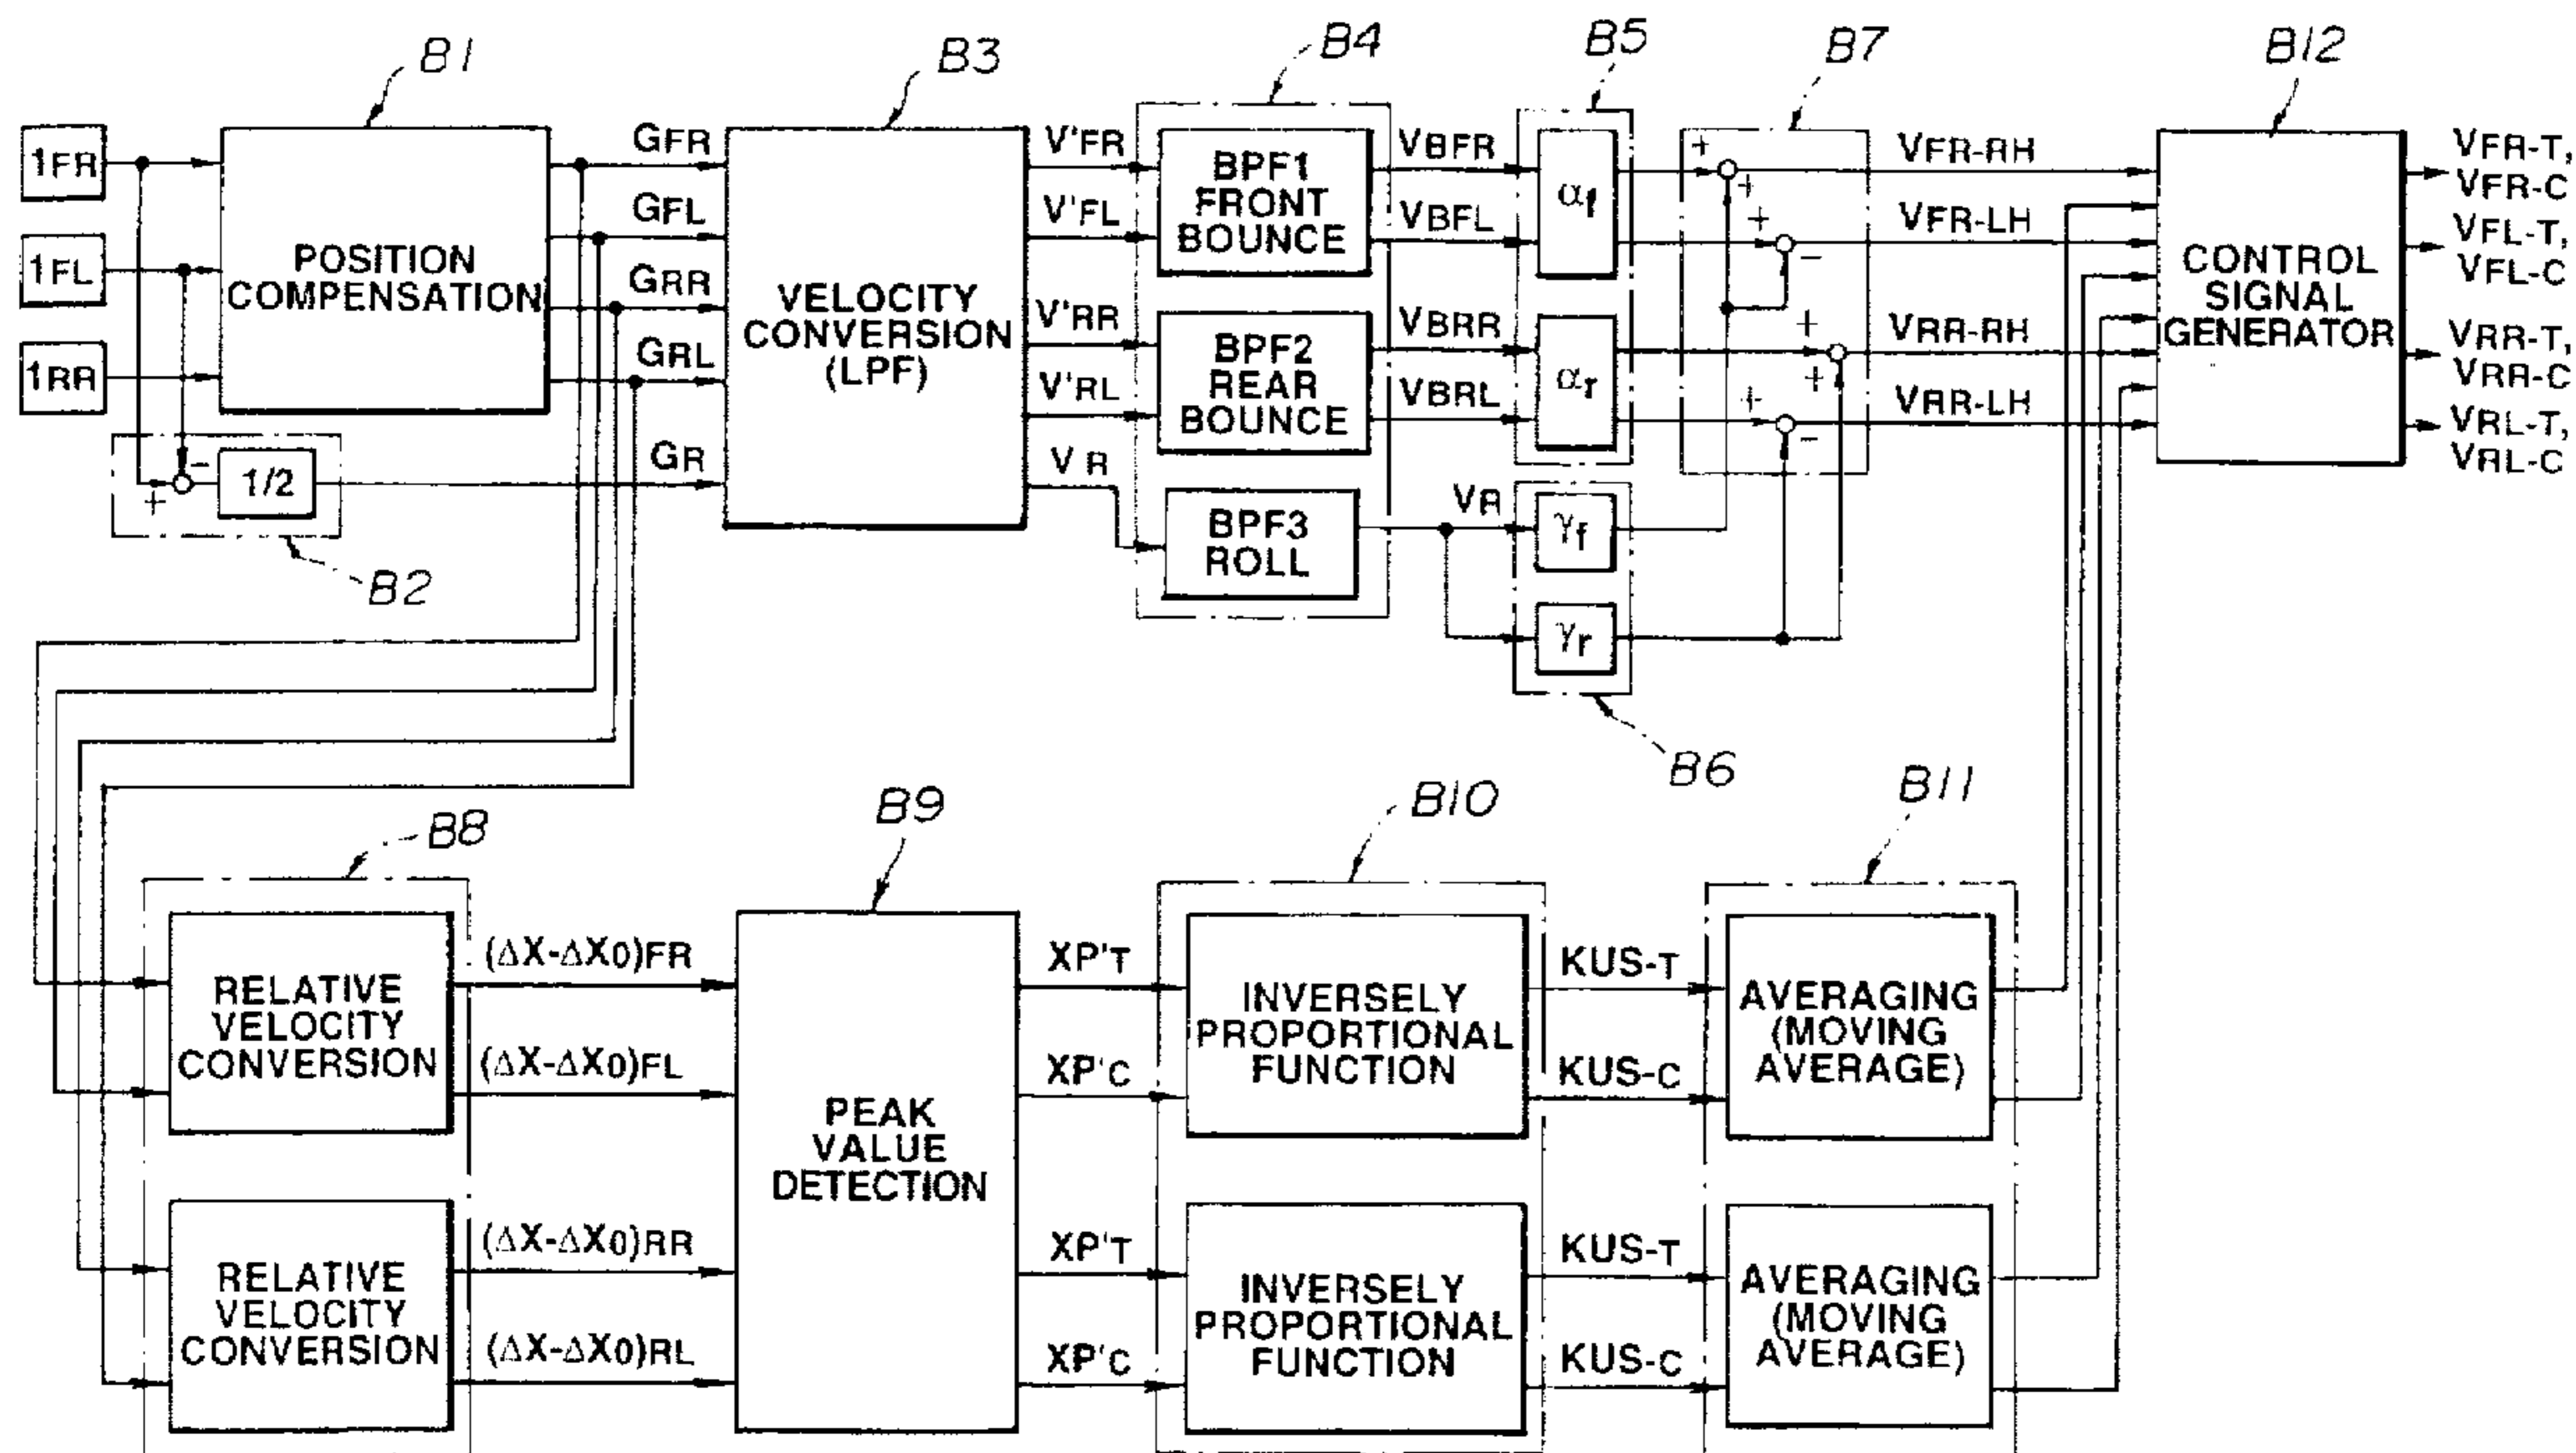 B1
B3
B4
B5
B7
B12
1FR
1FL
1RR
POSITION
COMPENSATION
GFR
GFL
GRR
GRL
GR
+
-
1/2
B2
VELOCITY
CONVERSION
(LPF)
V'FR
V'FL
V'RR
V'RL
VR
BPF1
FRONT
BOUNCE
BPF2
REAR
BOUNCE
BPF3
ROLL
VBFR
VBFL
VBRR
VBRL
VR
αf
αr
γf
γr
B6
+
+
+
-
+
+
+
-
VFR-RH
VFR-LH
VRR-RH
VRR-LH
CONTROL
SIGNAL
GENERATOR
VFR-T,
VFR-C
VFL-T,
VFL-C
VRR-T,
VRR-C
VRL-T,
VRL-C
B8
B9
B10
B11
RELATIVE
VELOCITY
CONVERSION
RELATIVE
VELOCITY
CONVERSION
(ΔX-ΔX0)FR
(ΔX-ΔX0)FL
(ΔX-ΔX0)RR
(ΔX-ΔX0)RL
PEAK
VALUE
DETECTION
XP'T
XP'C
XP'T
XP'C
INVERSELY
PROPORTIONAL
FUNCTION
INVERSELY
PROPORTIONAL
FUNCTION
KUS-T
KUS-C
KUS-T
KUS-C
AVERAGING
(MOVING
AVERAGE)
AVERAGING
(MOVING
AVERAGE)